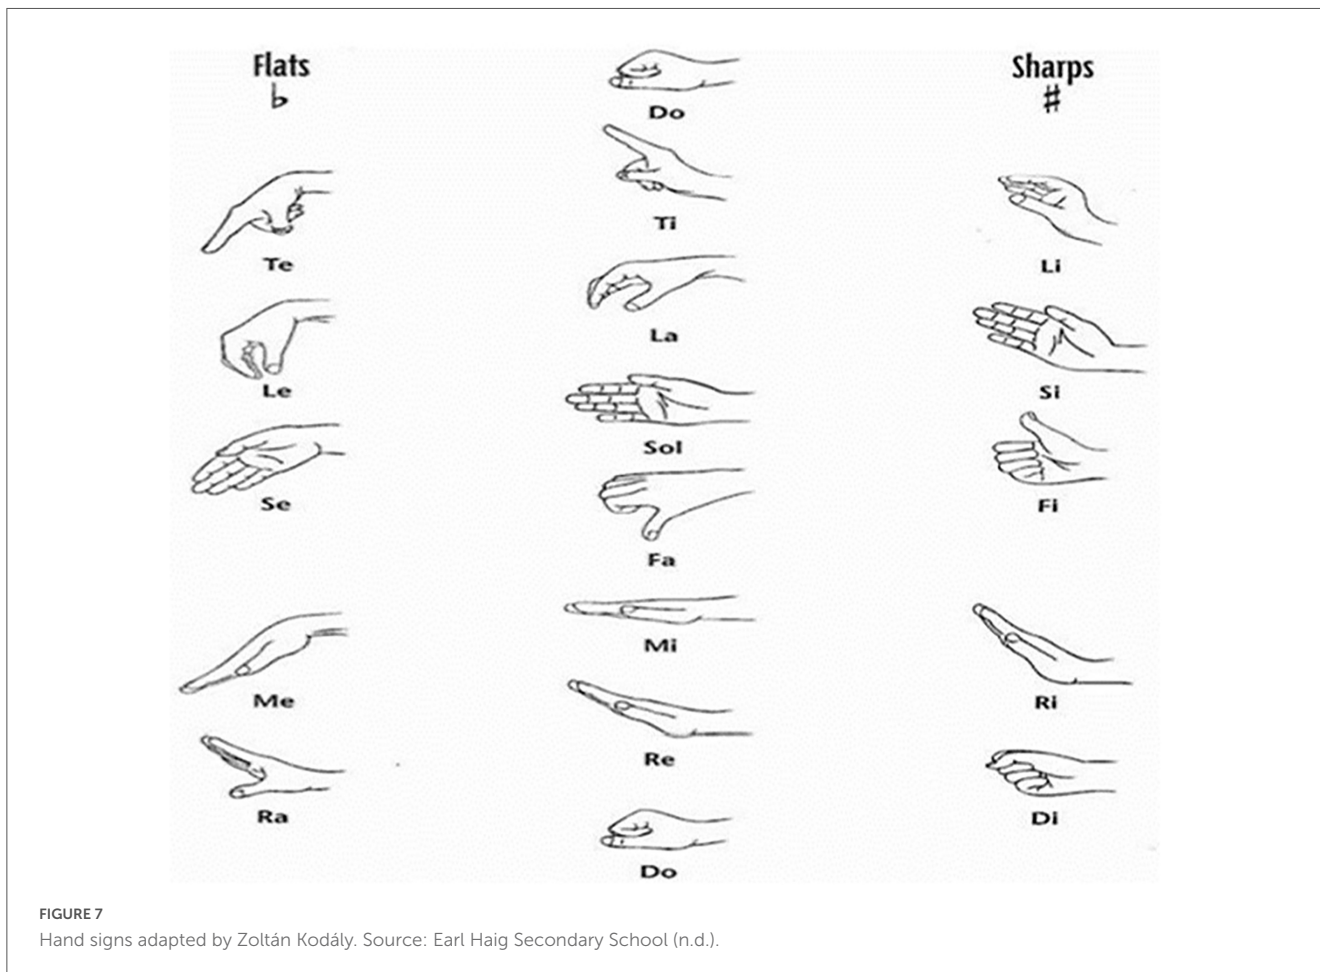 Flats
♭
Te
Le
Se
Me
Ra
Do
Ti
La
Sol
Fa
Mi
Re
Do
Sharps
♯
Li
Si
Fi
Ri
Di
FIGURE 7
Hand signs adapted by Zoltán Kodály. Source: Earl Haig Secondary School (n.d.).